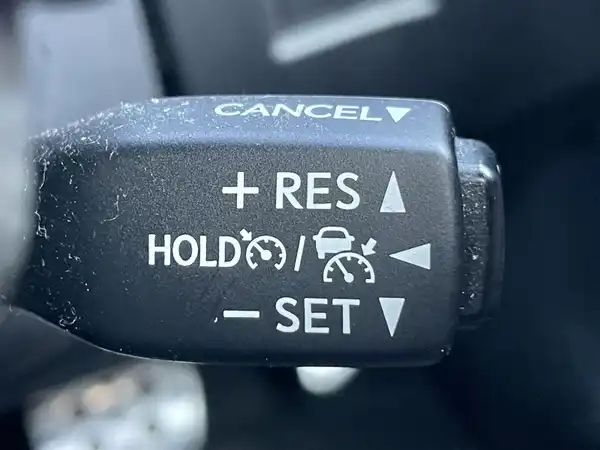 CANCEL▼
+ RES ▲
HOLD / ◀
− SET ▼